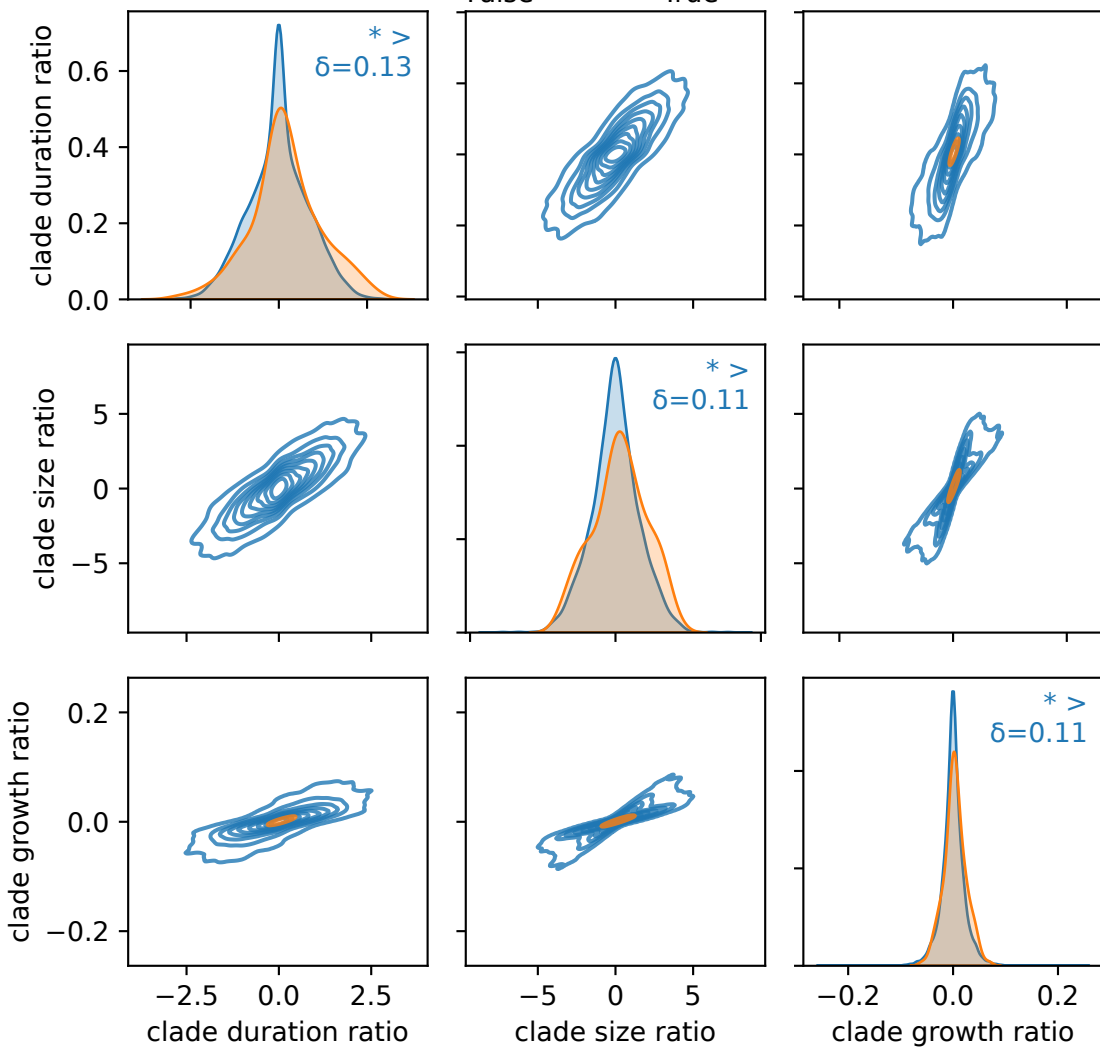 * >
δ=0.13
0.6
0.4
0.2
0.0
clade duration ratio
* >
δ=0.11
5
0
−5
clade size ratio
* >
δ=0.11
0.2
0.0
−0.2
clade growth ratio
−2.5 0.0 2.5
−5 0 5
−0.2 0.0 0.2
clade duration ratio
clade size ratio
clade growth ratio